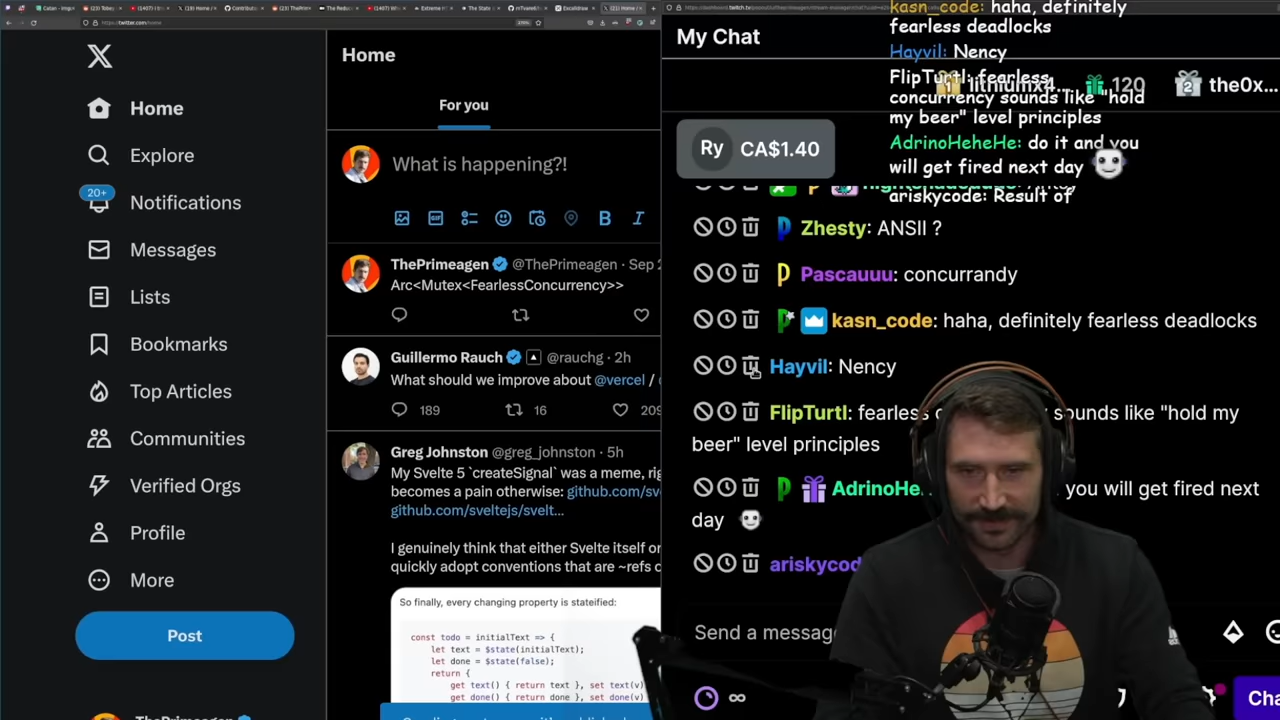 https://twitter.com/home
Home
Explore
20+
Notifications
Messages
Lists
Bookmarks
Top Articles
Communities
Verified Orgs
Profile
More
Post
ThePrimeagen
Home
For you
What is happening?!
ThePrimeagen @ThePrimeagen · Sep
Arc<Mutex<FearlessConcurrency>>
Guillermo Rauch @rauchg · 2h
What should we improve about @vercel /
189 16 209
Greg Johnston @greg_johnston · 5h
My Svelte 5 `createSignal` was a meme,
becomes a pain otherwise: github.com/
github.com/sveltejs/svelt...
I genuinely think that either Svelte itself or
quickly adopt conventions that are ~refs
So finally, every changing property is stateified:
const todo = initialText => {
let text = $state(initialText);
let done = $state(false);
return {
get text() { return text }, set text(v)
get done() { return done }, set done(v)
My Chat
120
the0x...
Ry CA$1.40
Zhesty: ANSII ?
Pascauuu: concurrandy
kasn_code: haha, definitely fearless deadlocks
Hayvil: Nency
FlipTurtl: fearless sounds like "hold my
beer" level principles
AdrinoHe you will get fired next
day
ariskycod
Send a message
kasn_code: haha, definitely
fearless deadlocks
Hayvil: Nency
FlipTurtl: fearless
concurrency sounds like "hold
my beer" level principles
AdrinoHeheHe: do it and you
will get fired next day
ariskycode: Result of